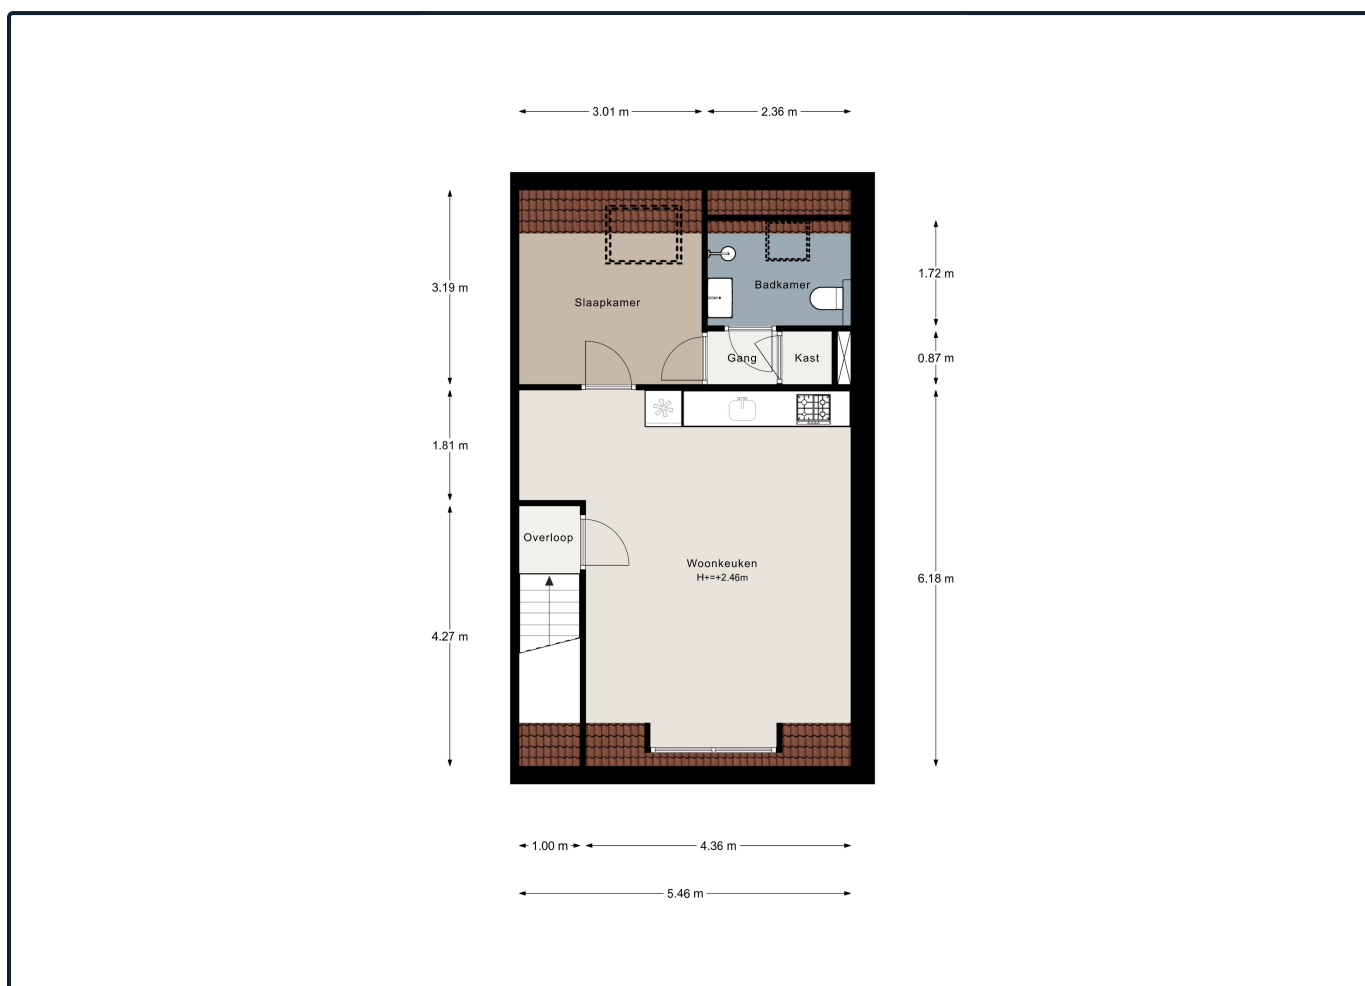 3.01 m
2.36 m
3.19 m
1.72 m
Badkamer
Slaapkamer
Gang
Kast
0.87 m
1.81 m
Overloop
Woonkeuken
H+=+2.46m
6.18 m
4.27 m
1.00 m
4.36 m
5.46 m